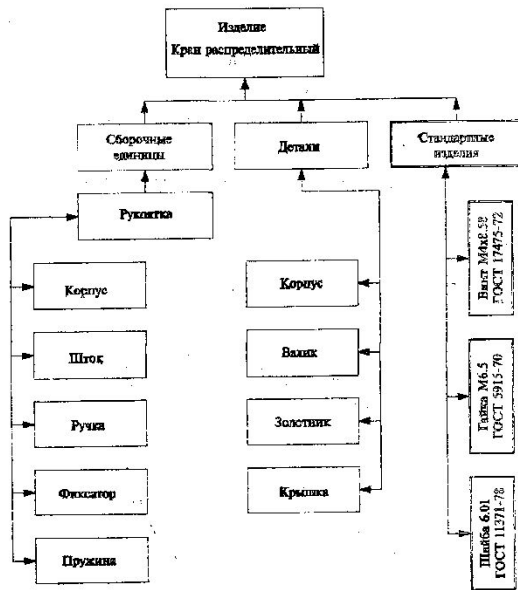 Изделие
Кран распределительный
Сборочные
единицы
Детали
Стандартные
изделия
Рукоятка
Корпус
Шток
Ручка
Фиксатор
Пружина
Корпус
Валик
Золотник
Крышка
Винт М4х8.58
ГОСТ 17475-72
Гайка М6.5
ГОСТ 5915-70
Шайба 6.01
ГОСТ 11371-78